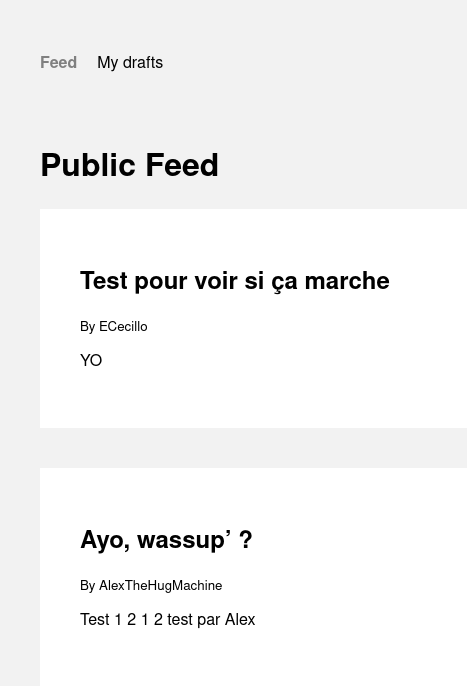 Feed My drafts
Public Feed
Test pour voir si ça marche
By ECecillo
YO
Ayo, wassup’ ?
By AlexTheHugMachine
Test 1 2 1 2 test par Alex